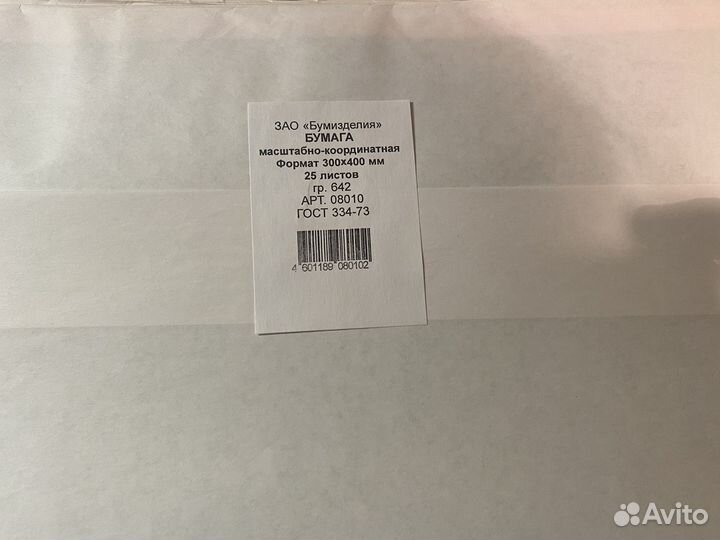 ЗАО «Бумизделия»
БУМАГА
масштабно-координатная
Формат 300х400 мм
25 листов
гр. 642
АРТ. 08010
ГОСТ 334-73
4 601189 080102
Avito